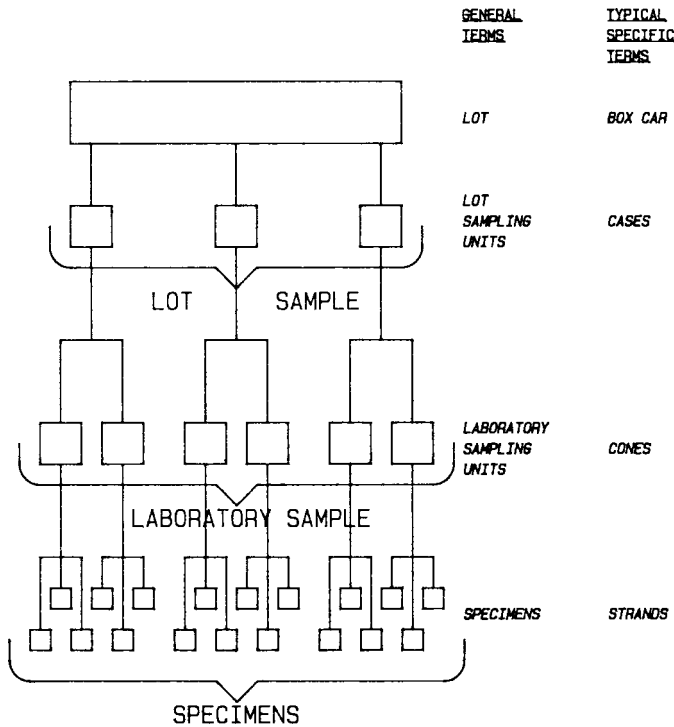 GENERAL TERMS
TYPICAL SPECIFIC TERMS
LOT
BOX CAR
LOT SAMPLING UNITS
CASES
LOT SAMPLE
LABORATORY SAMPLING UNITS
CONES
LABORATORY SAMPLE
SPECIMENS
STRANDS
SPECIMENS